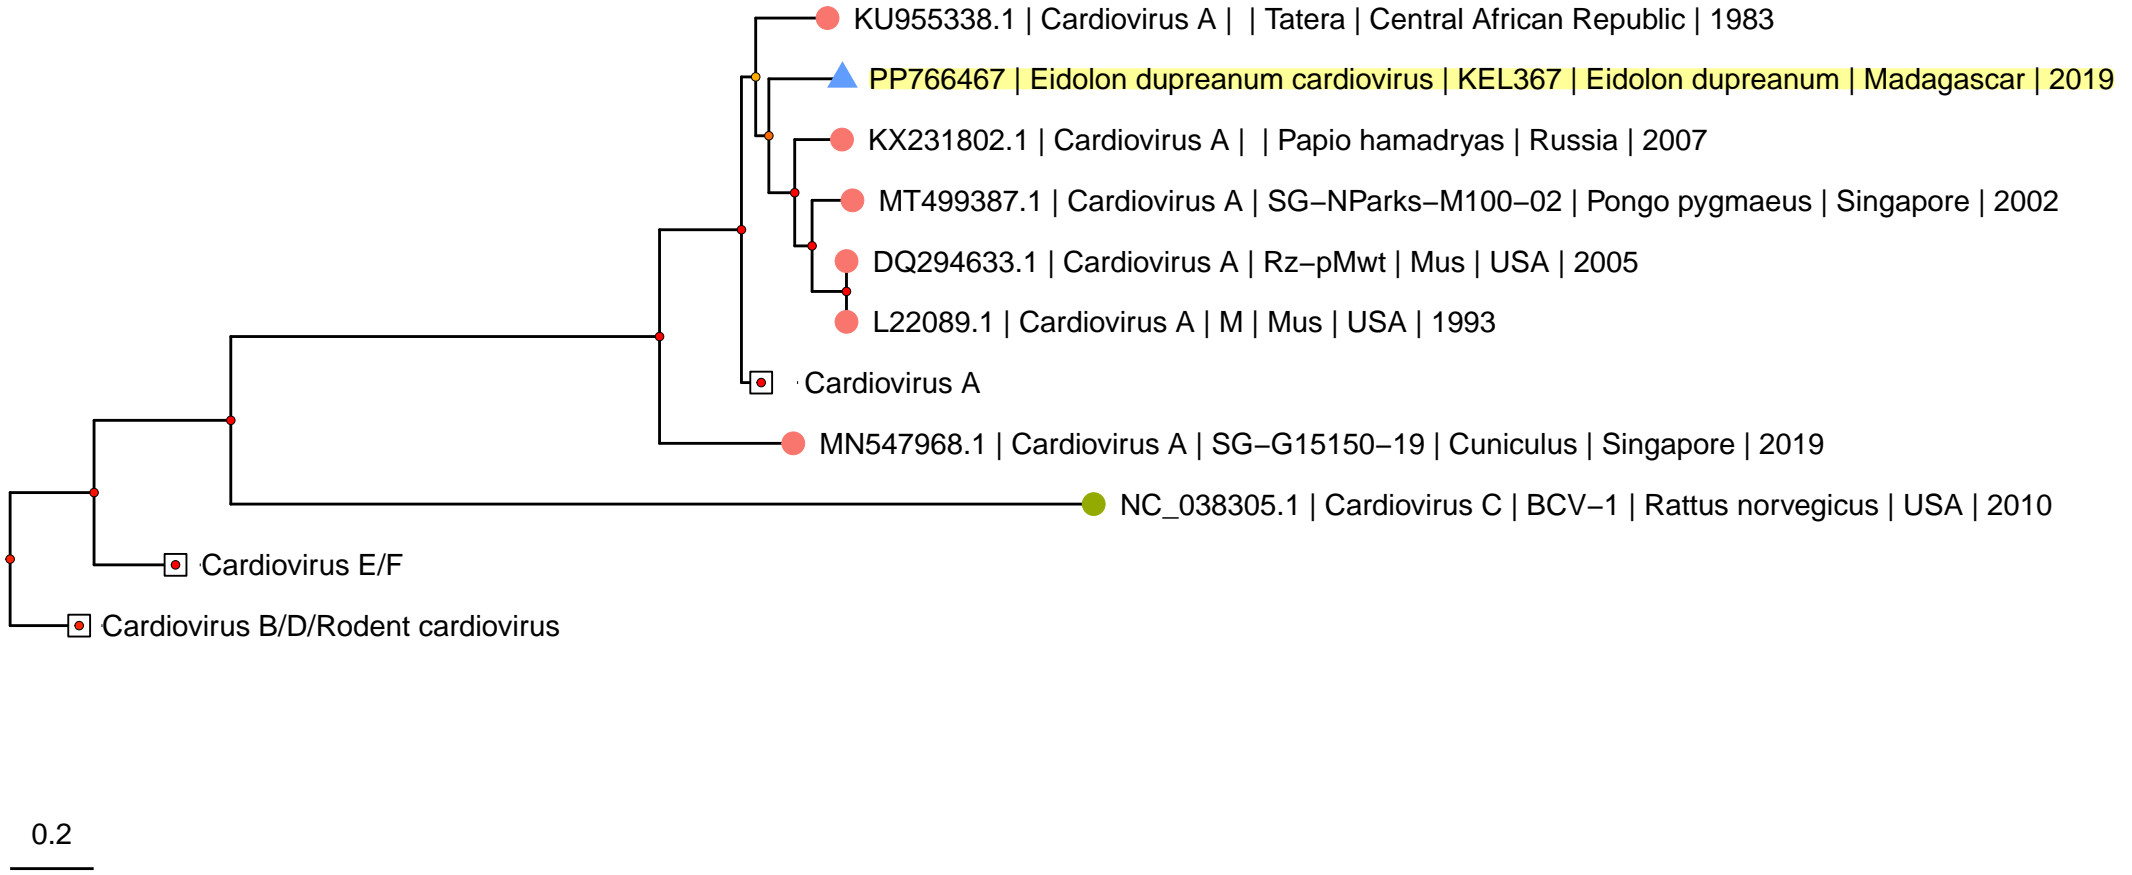 KU955338.1 | Cardiovirus A | | Tatera | Central African Republic | 1983
PP766467 | Eidolon dupreanum cardiovirus | KEL367 | Eidolon dupreanum | Madagascar | 2019
KX231802.1 | Cardiovirus A | | Papio hamadryas | Russia | 2007
MT499387.1 | Cardiovirus A | SG−NParks−M100−02 | Pongo pygmaeus | Singapore | 2002
DQ294633.1 | Cardiovirus A | Rz−pMwt | Mus | USA | 2005
L22089.1 | Cardiovirus A | M | Mus | USA | 1993
Cardiovirus A
MN547968.1 | Cardiovirus A | SG−G15150−19 | Cuniculus | Singapore | 2019
NC_038305.1 | Cardiovirus C | BCV−1 | Rattus norvegicus | USA | 2010
Cardiovirus E/F
Cardiovirus B/D/Rodent cardiovirus
0.2